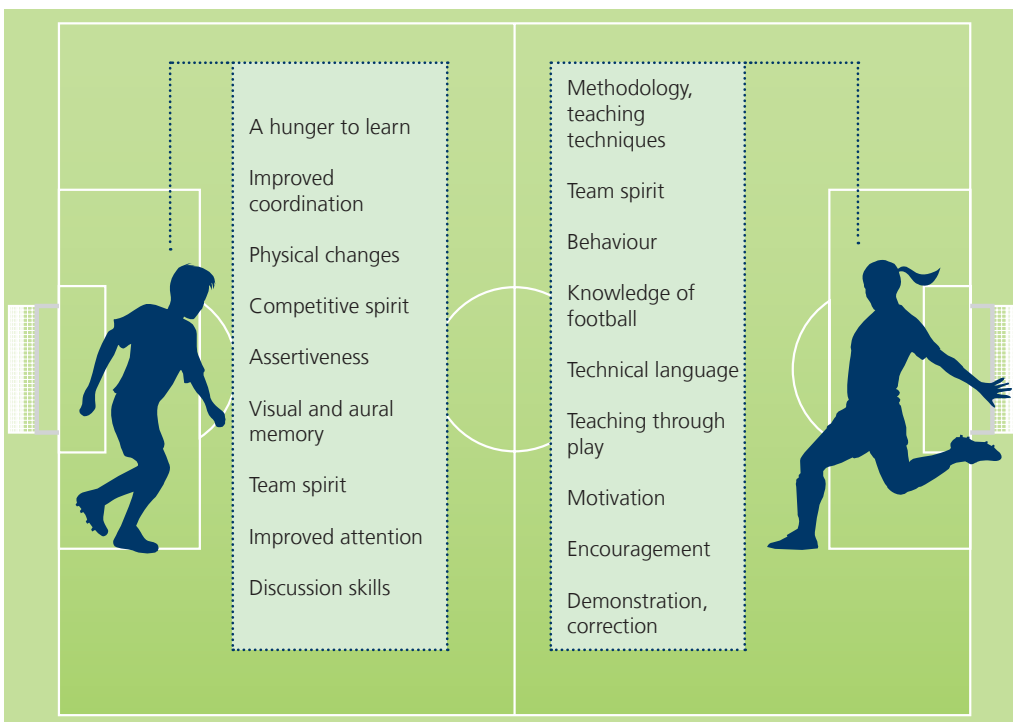 A hunger to learn
Improved
coordination
Physical changes
Competitive spirit
Assertiveness
Visual and aural
memory
Team spirit
Improved attention
Discussion skills
Methodology,
teaching
techniques
Team spirit
Behaviour
Knowledge of
football
Technical language
Teaching through
play
Motivation
Encouragement
Demonstration,
correction